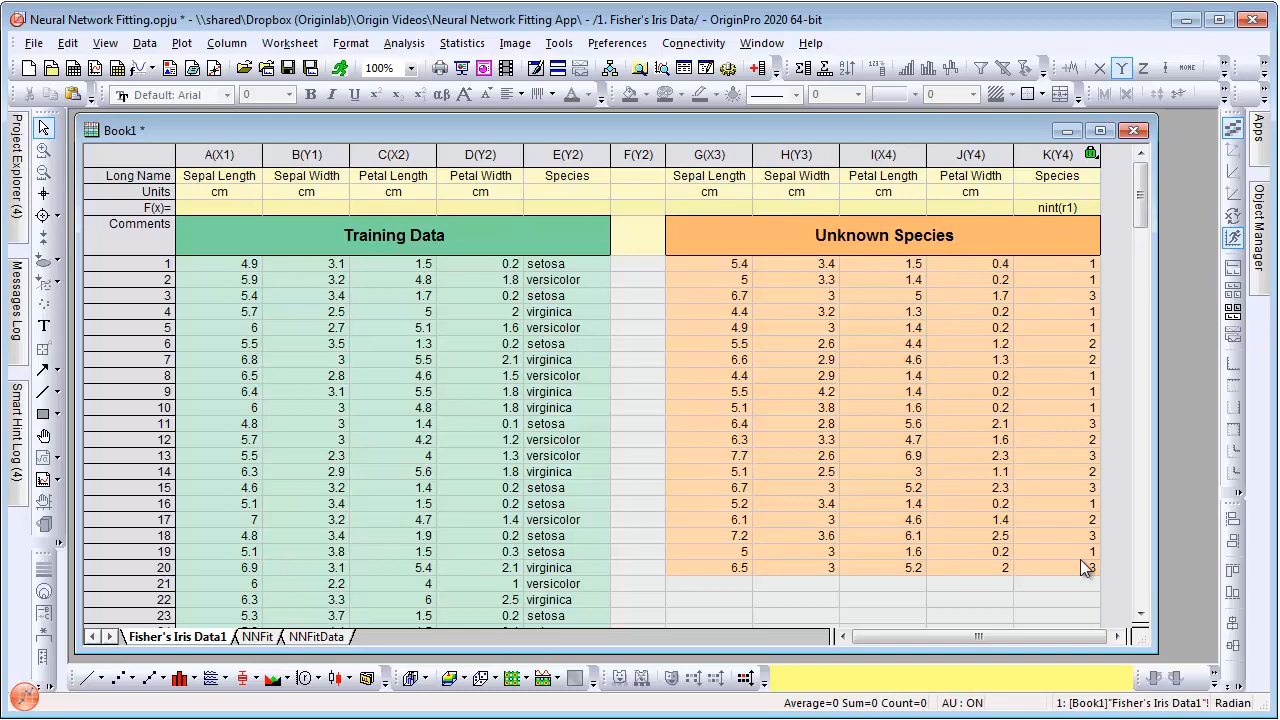 Neural Network Fitting.opju * - \\shared\Dropbox (Originlab)\Origin Videos\Neural Network Fitting App\ - /1. Fisher's Iris Data/ - OriginPro 2020 64-bit
File Edit View Data Plot Column Worksheet Format Analysis Statistics Image Tools Preferences Connectivity Window Help
100%
Default: Arial 0 B I U αβ A A A 0 0
Project Explorer (4)
Messages Log
Smart Hint Log (4)
Apps
Object Manager
Book1 *
A(X1) B(Y1) C(X2) D(Y2) E(Y2) F(Y2) G(X3) H(Y3) I(X4) J(Y4) K(Y4)
Long Name Sepal Length Sepal Width Petal Length Petal Width Species Sepal Length Sepal Width Petal Length Petal Width Species
Units cm cm cm cm cm cm cm cm
F(x)= nint(r1)
Comments Training Data Unknown Species
1 4.9 3.1 1.5 0.2 setosa 5.4 3.4 1.5 0.4 1
2 5.9 3.2 4.8 1.8 versicolor 5 3.3 1.4 0.2 1
3 5.4 3.4 1.7 0.2 setosa 6.7 3 5 1.7 3
4 5.7 2.5 5 2 virginica 4.4 3.2 1.3 0.2 1
5 6 2.7 5.1 1.6 versicolor 4.9 3 1.4 0.2 1
6 5.5 3.5 1.3 0.2 setosa 5.5 2.6 4.4 1.2 2
7 6.8 3 5.5 2.1 virginica 6.6 2.9 4.6 1.3 2
8 6.5 2.8 4.6 1.5 versicolor 4.4 2.9 1.4 0.2 1
9 6.4 3.1 5.5 1.8 virginica 5.5 4.2 1.4 0.2 1
10 6 3 4.8 1.8 virginica 5.1 3.8 1.6 0.2 1
11 4.8 3 1.4 0.1 setosa 6.4 2.8 5.6 2.1 3
12 5.7 3 4.2 1.2 versicolor 6.3 3.3 4.7 1.6 2
13 5.5 2.3 4 1.3 versicolor 7.7 2.6 6.9 2.3 3
14 6.3 2.9 5.6 1.8 virginica 5.1 2.5 3 1.1 2
15 4.6 3.2 1.4 0.2 setosa 6.7 3 5.2 2.3 3
16 5.1 3.4 1.5 0.2 setosa 5.2 3.4 1.4 0.2 1
17 7 3.2 4.7 1.4 versicolor 6.1 3 4.6 1.4 2
18 4.8 3.4 1.6 0.2 setosa 7.2 3.6 6.1 2.5 3
19 5.1 3.8 1.5 0.3 setosa 5 3 1.6 0.2 1
20 6.9 3.1 5.4 2.1 virginica 6.5 3 5.2 2 3
21 6 2.2 4 1 versicolor
22 6.3 3.3 6 2.5 virginica
23 5.3 3.7 1.5 0.2 setosa
Fisher's Iris Data1 NNFit NNFitData
Average=0 Sum=0 Count=0 AU : ON 1: [Book1]"Fisher's Iris Data1"! Radian